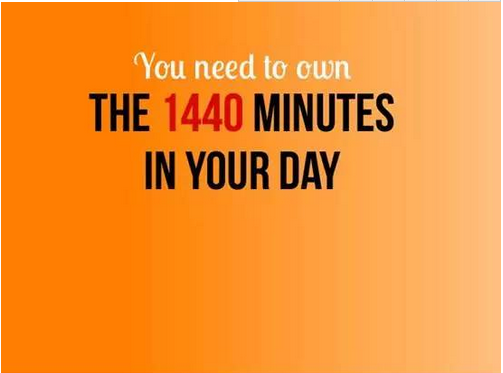 You need to own
THE 1440 MINUTES
IN YOUR DAY